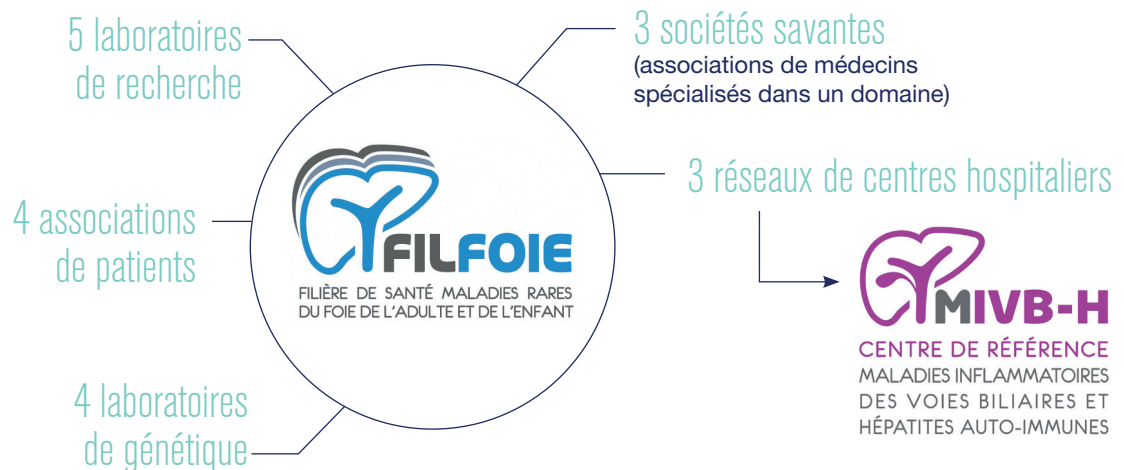 5 laboratoires
de recherche
3 sociétés savantes
(associations de médecins
spécialisés dans un domaine)
3 réseaux de centres hospitaliers
4 associations
de patients
FILFOIE
FILIÈRE DE SANTÉ MALADIES RARES
DU FOIE DE L'ADULTE ET DE L'ENFANT
MIVB-H
CENTRE DE RÉFÉRENCE
MALADIES INFLAMMATOIRES
DES VOIES BILIAIRES ET
HÉPATITES AUTO-IMMUNES
4 laboratoires
de génétique